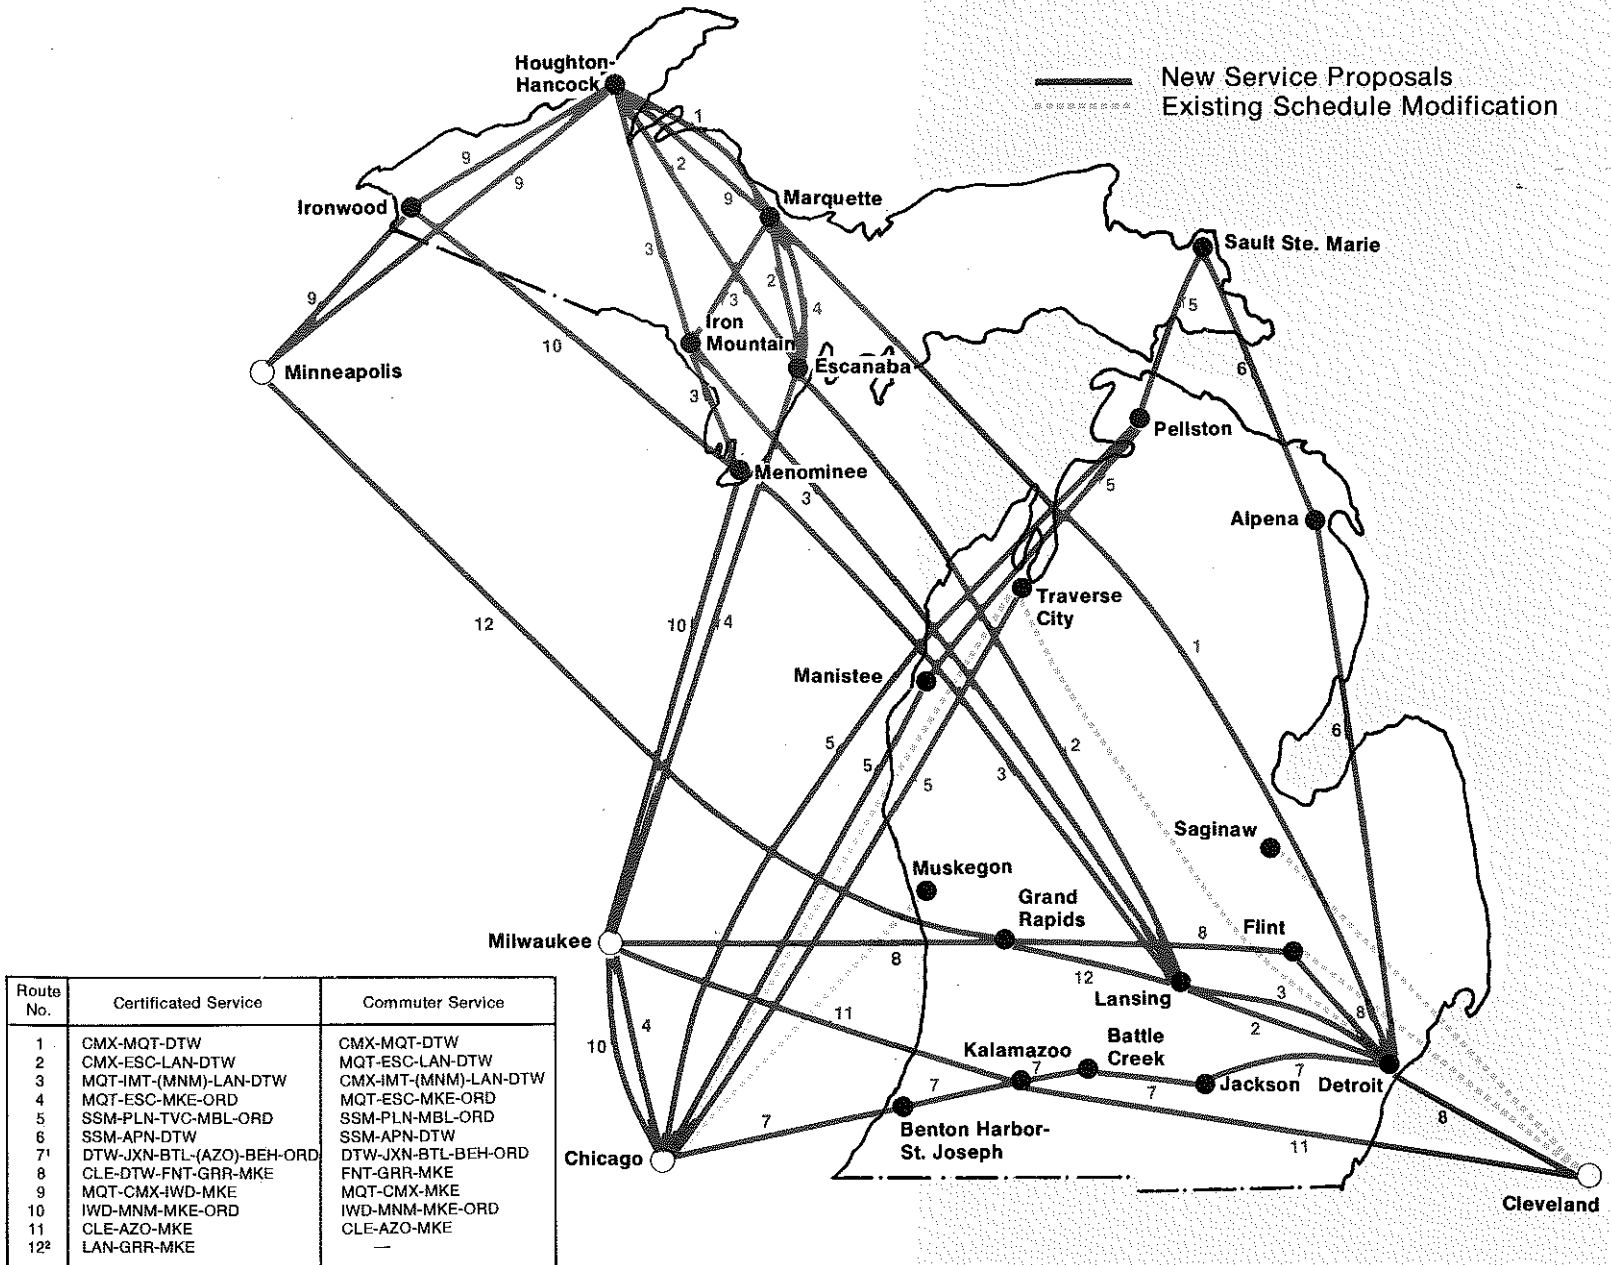 New Service Proposals
Existing Schedule Modification
Houghton-
Hancock
1
2
9
9
9
Marquette
Ironwood
Sault Ste. Marie
3
2
3
4
5
9
Iron
Mountain
10
Escanaba
6
Minneapolis
3
Pellston
Menominee
3
5
Alpena
Traverse
City
12
10
4
1
Manistee
5
5
5
3
2
6
Saginaw
Muskegon
Grand
Rapids
Flint
Milwaukee
8
8
12
Lansing
3
2
8
11
4
10
Kalamazoo
Battle
Creek
7
7
7
7
Jackson
Detroit
7
Benton Harbor-
St. Joseph
8
11
Chicago
Cleveland
Route No. Certificated Service Commuter Service
1 CMX-MQT-DTW CMX-MQT-DTW
2 CMX-ESC-LAN-DTW MQT-ESC-LAN-DTW
3 MQT-IMT-(MNM)-LAN-DTW CMX-IMT-(MNM)-LAN-DTW
4 MQT-ESC-MKE-ORD MQT-ESC-MKE-ORD
5 SSM-PLN-TVC-MBL-ORD SSM-PLN-MBL-ORD
6 SSM-APN-DTW SSM-APN-DTW
7¹ DTW-JXN-BTL-(AZO)-BEH-ORD DTW-JXN-BTL-BEH-ORD
8 CLE-DTW-FNT-GRR-MKE FNT-GRR-MKE
9 MQT-CMX-IWD-MKE MQT-CMX-MKE
10 IWD-MNM-MKE-ORD IWD-MNM-MKE-ORD
11 CLE-AZO-MKE CLE-AZO-MKE
12² LAN-GRR-MKE —